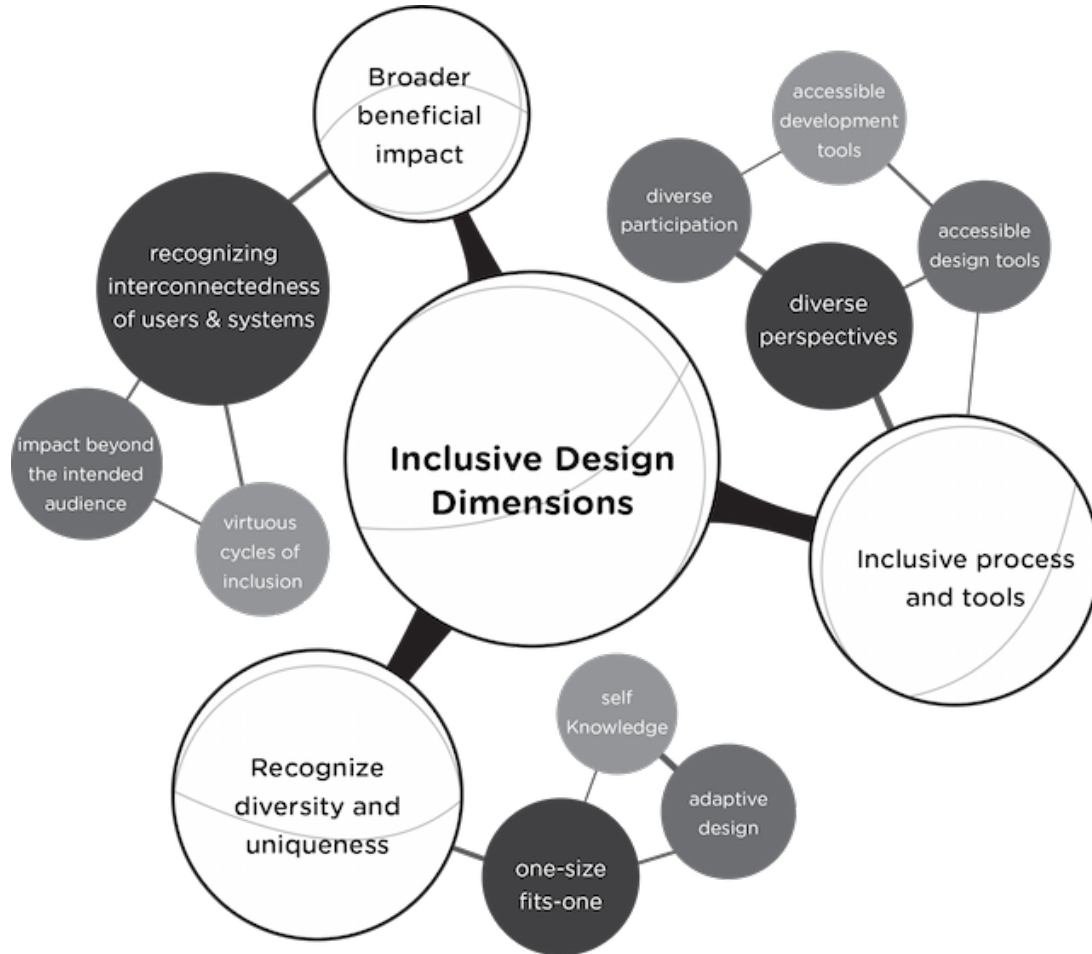 Broader
beneficial
impact
recognizing
interconnectedness
of users & systems
impact beyond
the intended
audience
virtuous
cycles of
inclusion
accessible
development
tools
diverse
participation
accessible
design tools
diverse
perspectives
Inclusive Design
Dimensions
Inclusive process
and tools
Recognize
diversity and
uniqueness
self
Knowledge
adaptive
design
one-size
fits-one